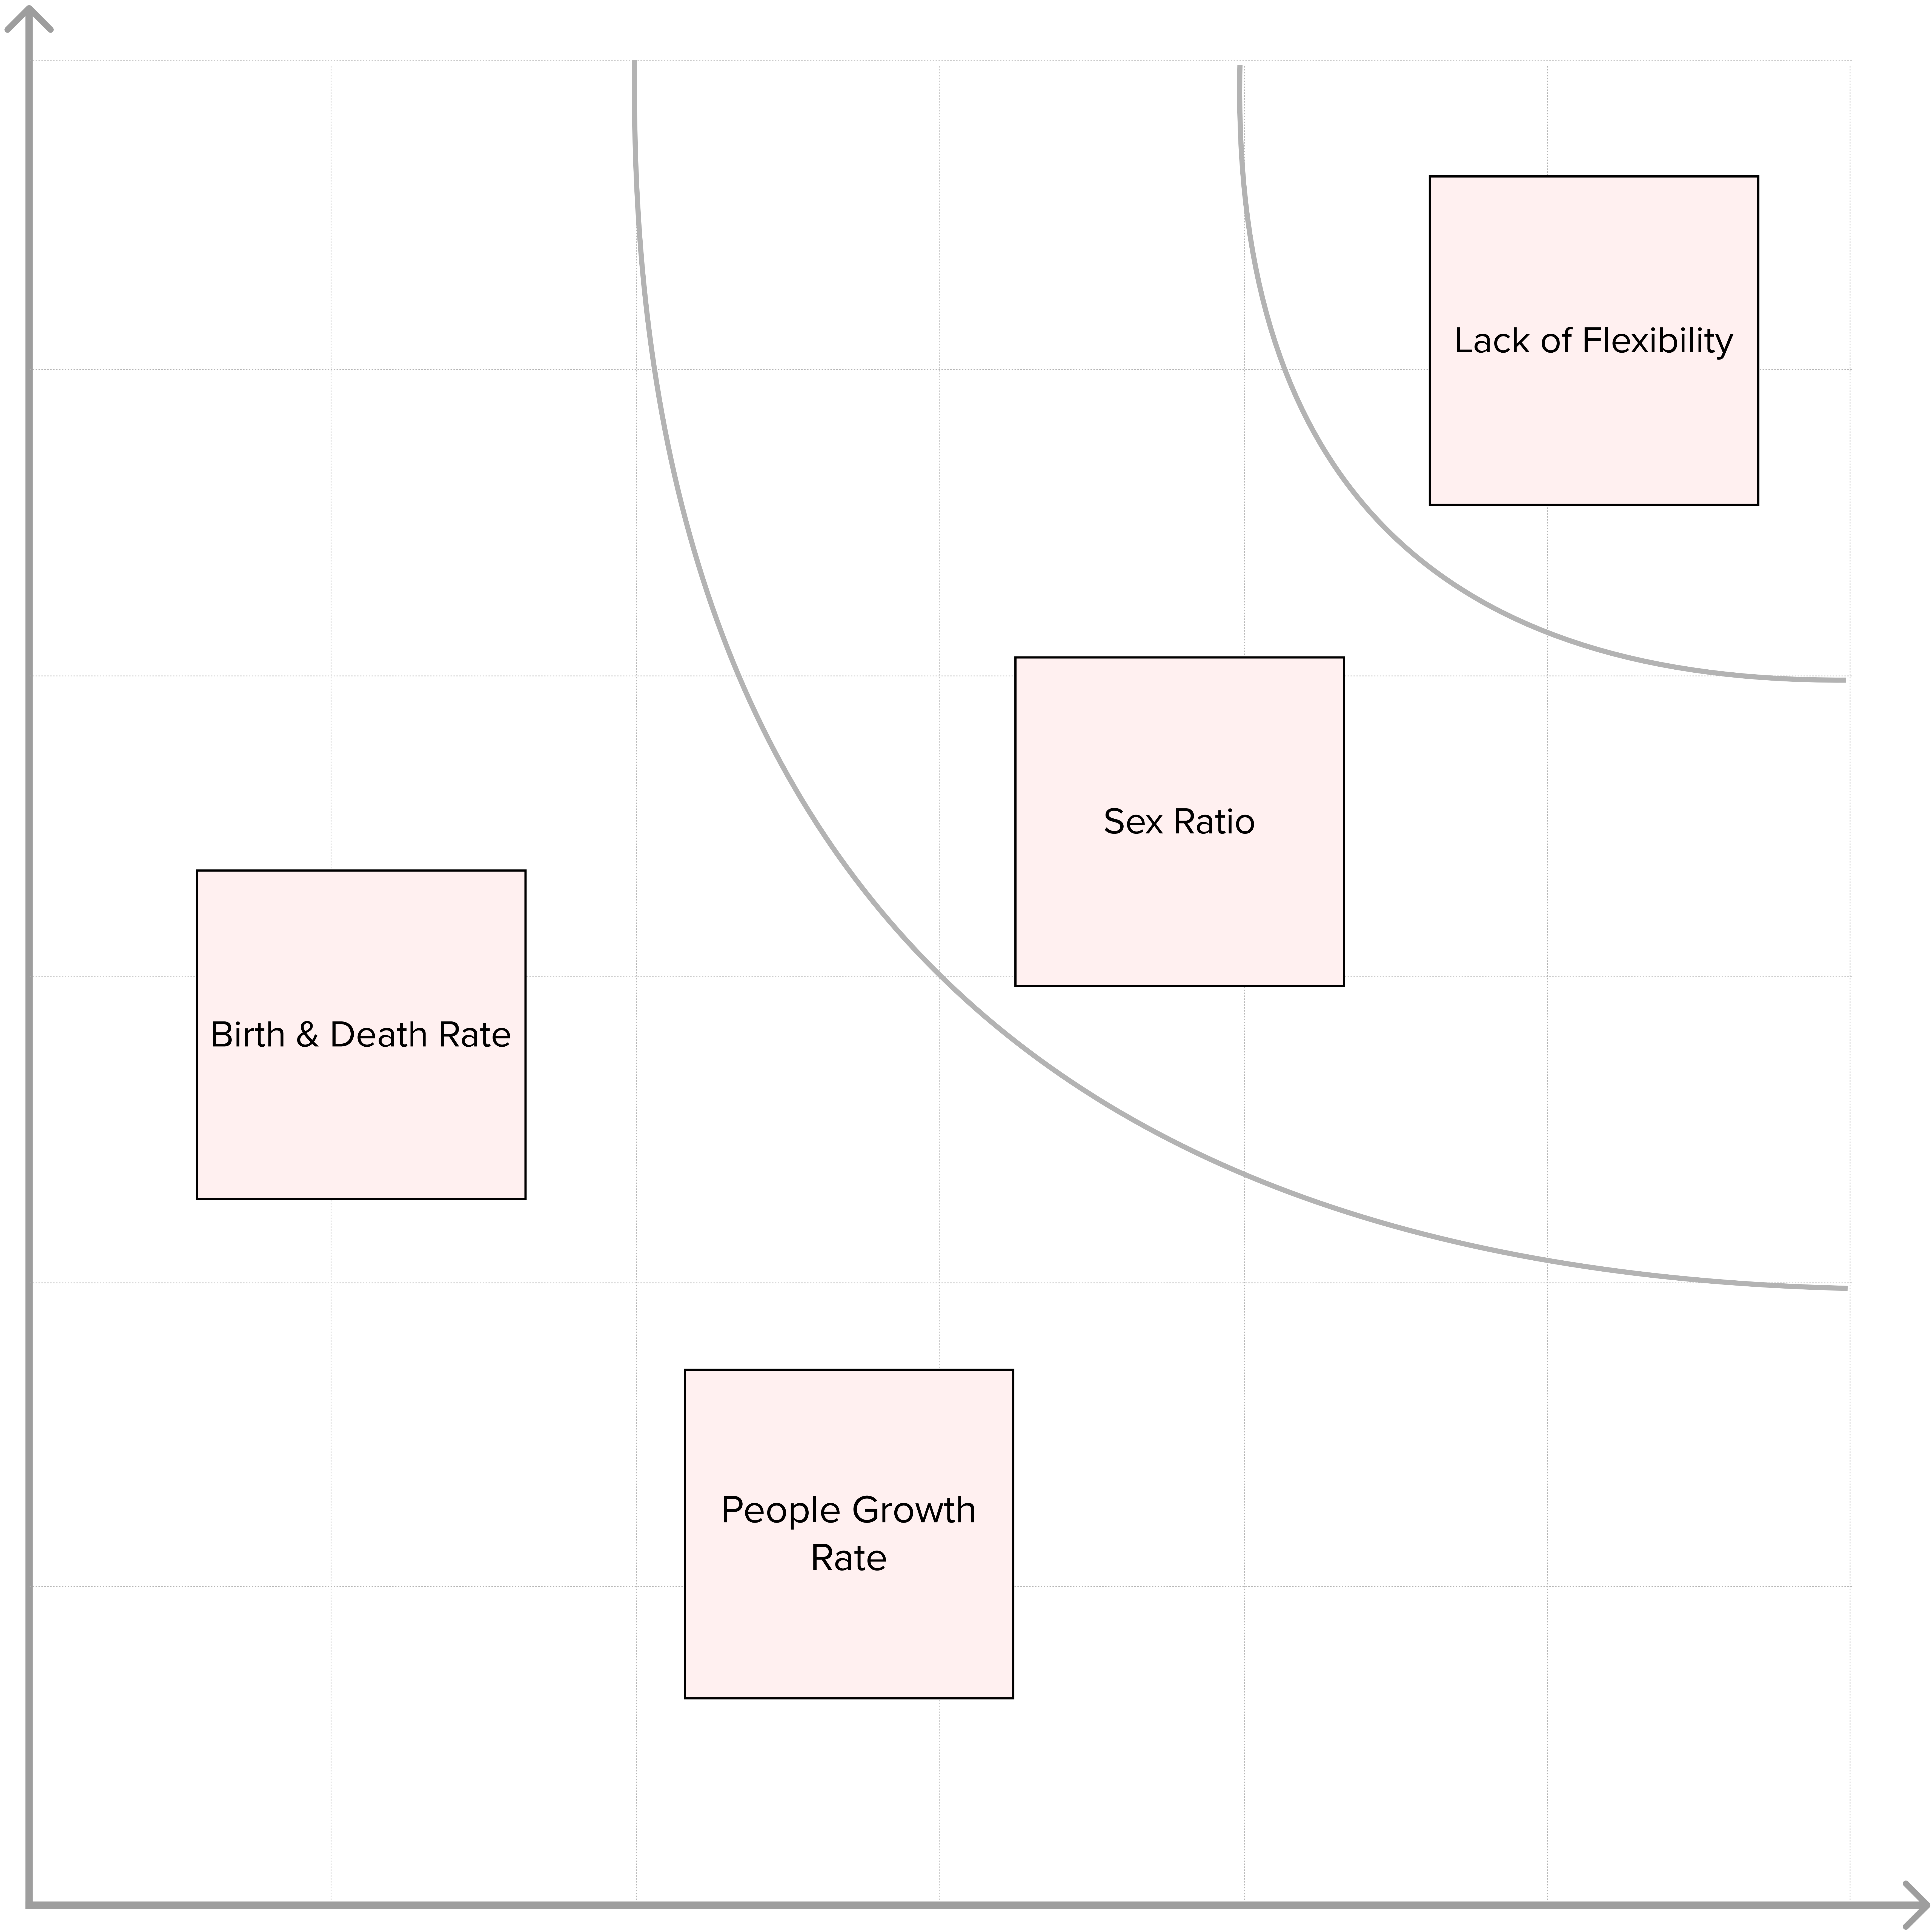 Lack of Flexibility
Sex Ratio
Birth & Death Rate
People Growth
Rate